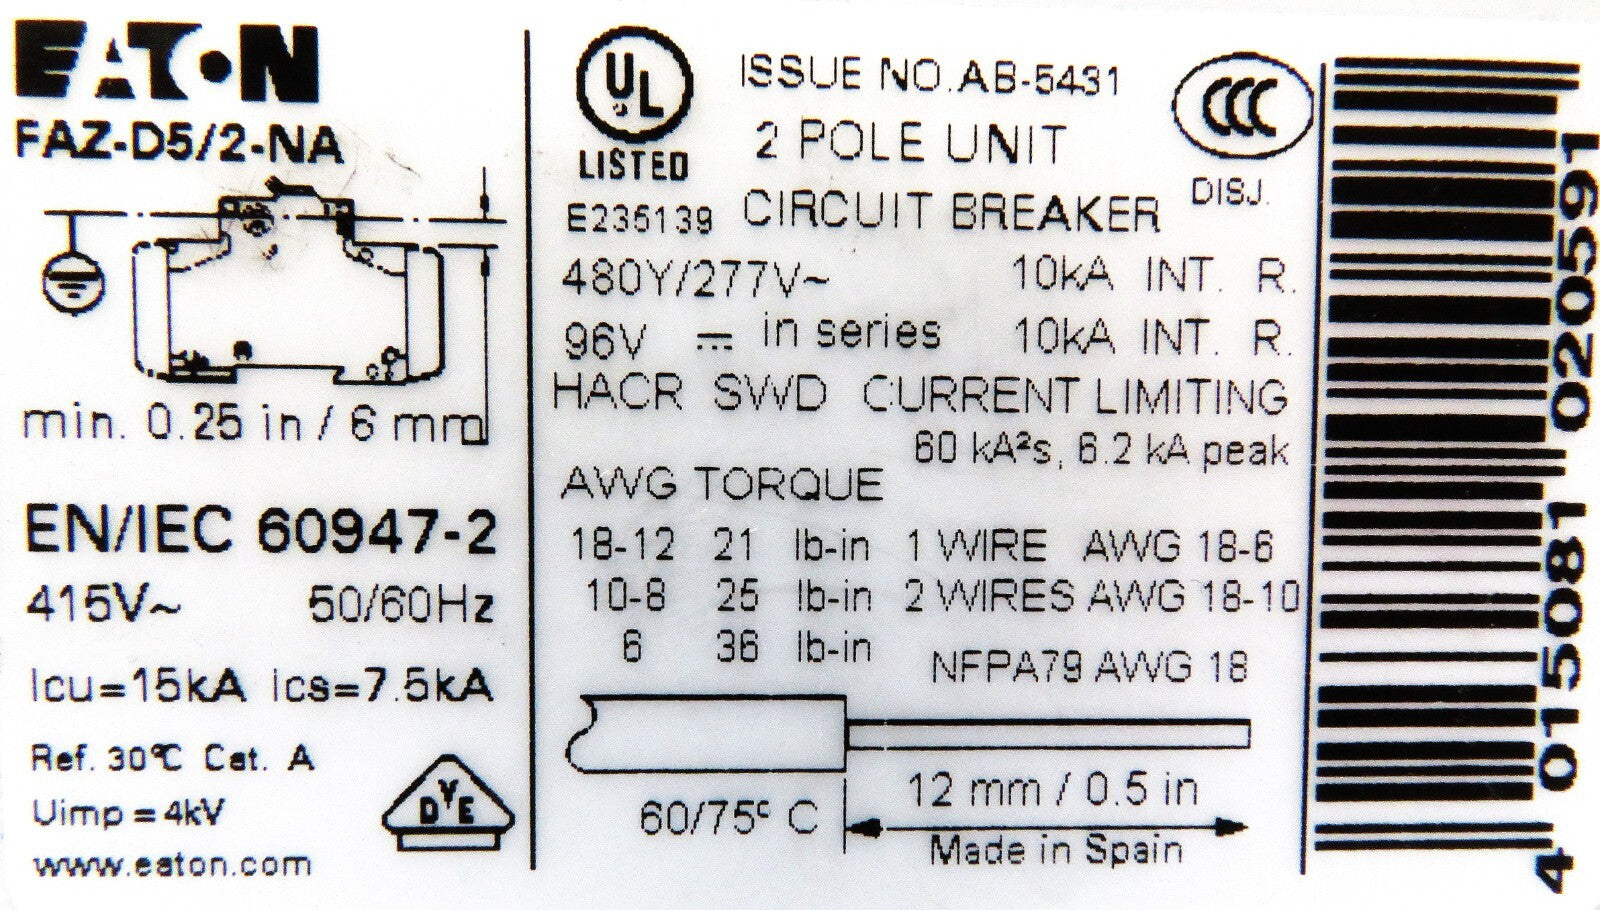 EATON
FAZ-D5/2-NA
min. 0.25 in / 6 mm
EN/IEC 60947-2
415V~ 50/60Hz
Icu=15kA Ics=7.5kA
Ref. 30°C Cat. A
Uimp = 4kV
www.eaton.com
DVE
UL
LISTED
E235139
ISSUE NO. AB-5431
2 POLE UNIT
CIRCUIT BREAKER
CCC
DISJ.
480Y/277V~ 10kA INT. R.
96V ⎓ in series 10kA INT. R.
HACR SWD CURRENT LIMITING
60 kA²s, 6.2 kA peak
AWG TORQUE
18-12 21 lb-in 1 WIRE AWG 18-6
10-8 25 lb-in 2 WIRES AWG 18-10
6 36 lb-in
NFPA79 AWG 18
60/75° C
12 mm / 0.5 in
Made in Spain
4 015081 020591